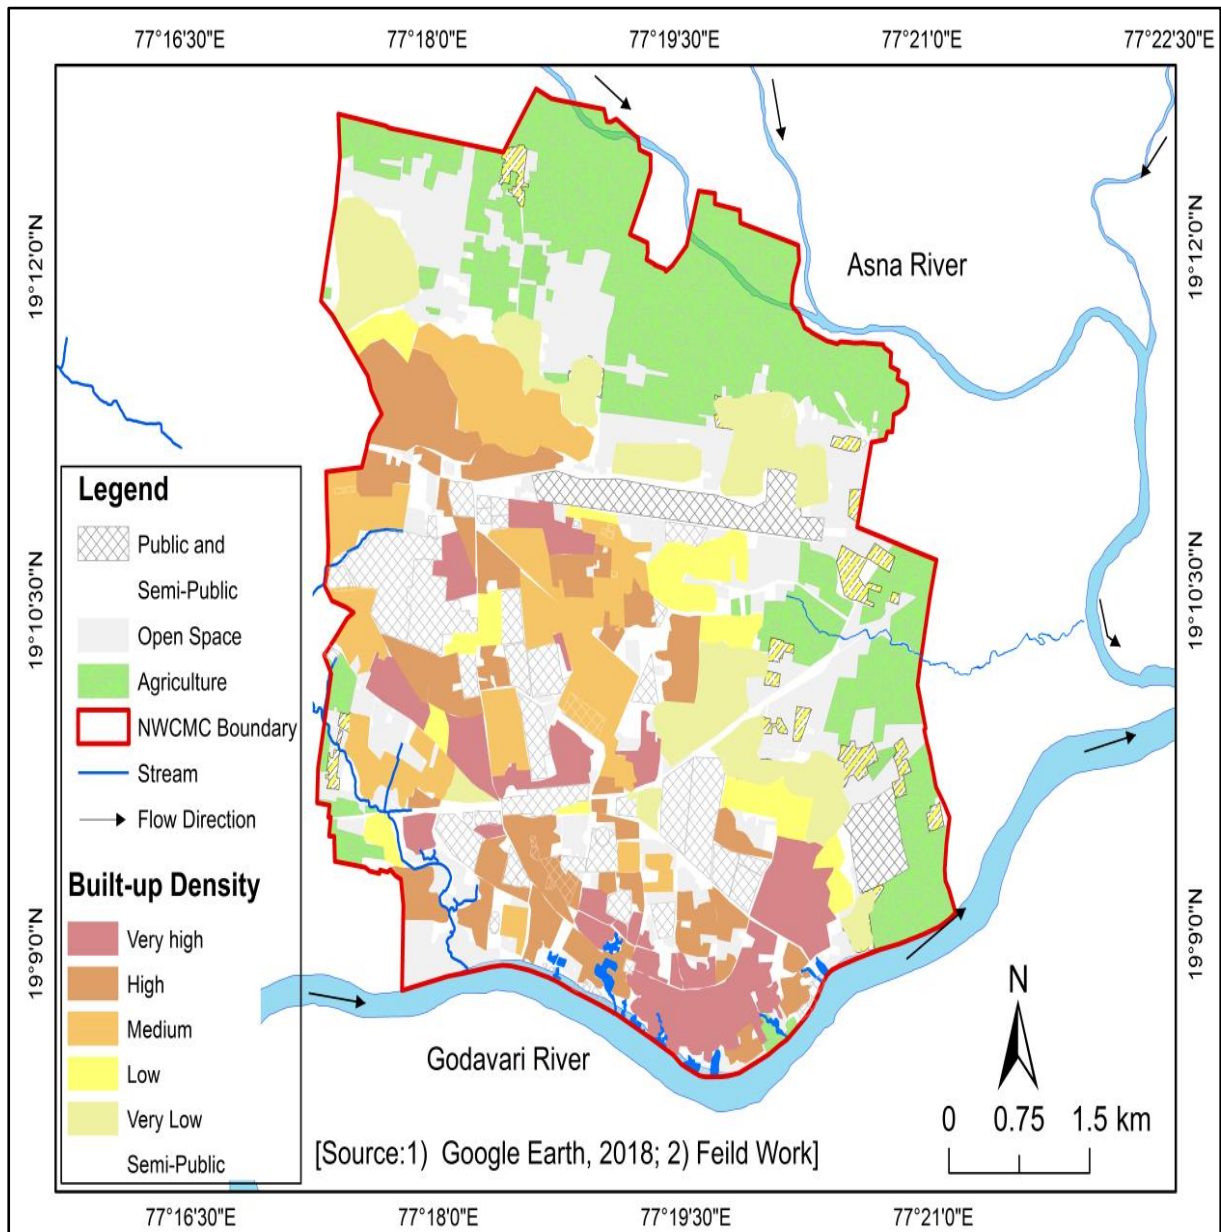 77°16'30"E 77°18'0"E 77°19'30"E 77°21'0"E 77°22'30"E
19°12'0"N
19°10'30"N
19°9'0"N
Asna River
19°12'0"N
19°10'30"N
19°9'0"N
Legend
Public and
Semi-Public
Open Space
Agriculture
NWCMC Boundary
Stream
Flow Direction
Built-up Density
Very high
High
Medium
Low
Very Low
Semi-Public
Godavari River
N
0 0.75 1.5 km
[Source:1) Google Earth, 2018; 2) Feild Work]
77°16'30"E 77°18'0"E 77°19'30"E 77°21'0"E